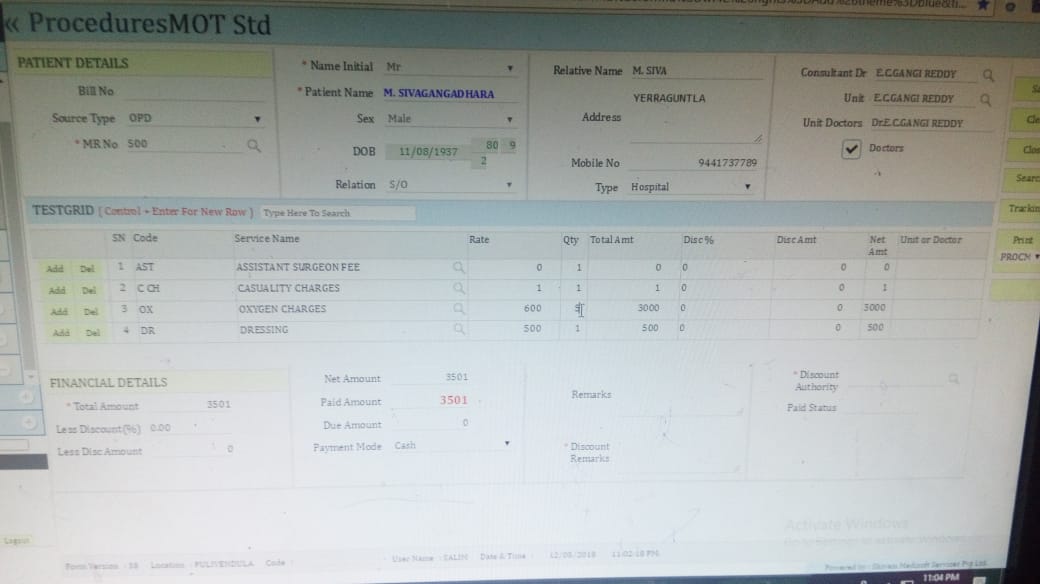 « ProceduresMOT Std
PATIENT DETAILS
Bill No
Source Type OPD
* MR No 500
* Name Initial Mr
* Patient Name M. SIVAGANGADHARA
Sex Male
DOB 11/08/1937 80 9 2
Relation S/O
Relative Name M. SIVA
Address YERRAGUNTLA
Mobile No 9441737789
Type Hospital
Consultant Dr E.C.GANGI REDDY
Unit E.C.GANGI REDDY
Unit Doctors Dr.E.C.GANGI REDDY
Doctors
Cle
Clos
Searc
Trackin
Print
PROCM
TESTGRID [ Control + Enter For New Row ] Type Here To Search
SN Code Service Name Rate Qty Total Amt Disc % Disc Amt Net Amt Unit or Doctor
Add Del 1 AST ASSISTANT SURGEON FEE 0 1 0 0 0 0
Add Del 2 C CH CASUALITY CHARGES 1 1 1 0 0 1
Add Del 3 OX OXYGEN CHARGES 600 3000 0 0 3000
Add Del 4 DR DRESSING 500 1 500 0 0 500
FINANCIAL DETAILS
* Total Amount 3501
Less Discount(%) 0.00
Less Disc Amount 0
Net Amount 3501
Paid Amount 3501
Due Amount 0
Payment Mode Cash
Remarks
* Discount Remarks
* Discount Authority
Paid Status
Activate Windows
Logout
Form Version : 38 Location : PULIVENDULA Code :
User Name : SALIM Date & Time : 12/05/2018 11:02:18 PM
Powered by :
11:04 PM